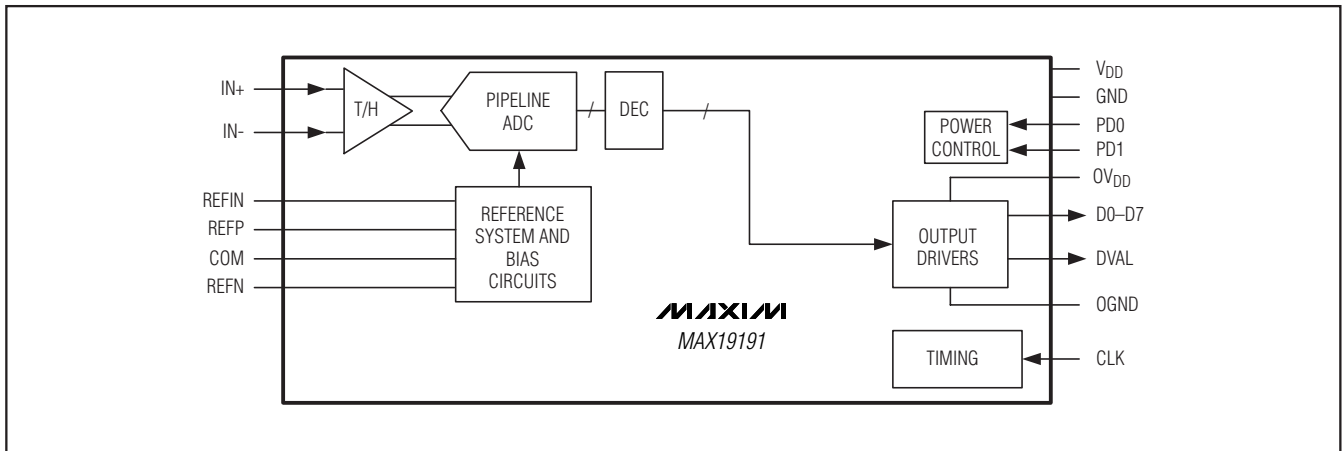 IN+
IN-
T/H
PIPELINE
ADC
DEC
REFIN
REFP
COM
REFN
REFERENCE
SYSTEM AND
BIAS
CIRCUITS
MAXIM
MAX19191
POWER
CONTROL
OUTPUT
DRIVERS
TIMING
VDD
GND
PD0
PD1
OVDD
D0–D7
DVAL
OGND
CLK